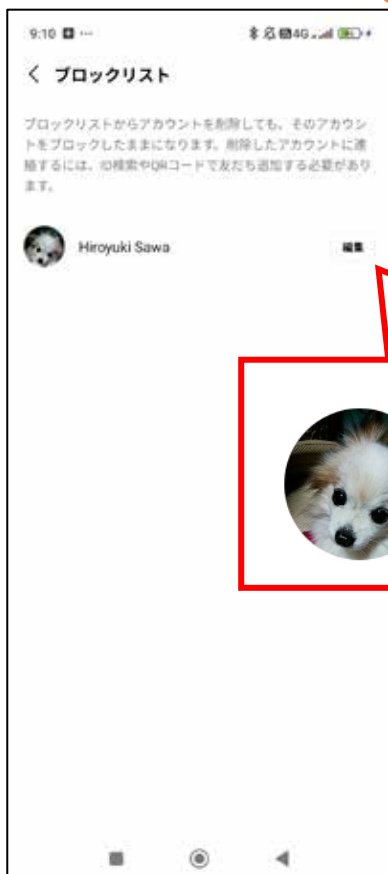 9:10
4G
ブロックリスト
ブロックリストからアカウントを削除しても、そのアカウン
トをブロックしたままになります。削除したアカウントに連
絡するには、ID検索やQRコードで友だち追加する必要があり
ます。
Hiroyuki Sawa 編集